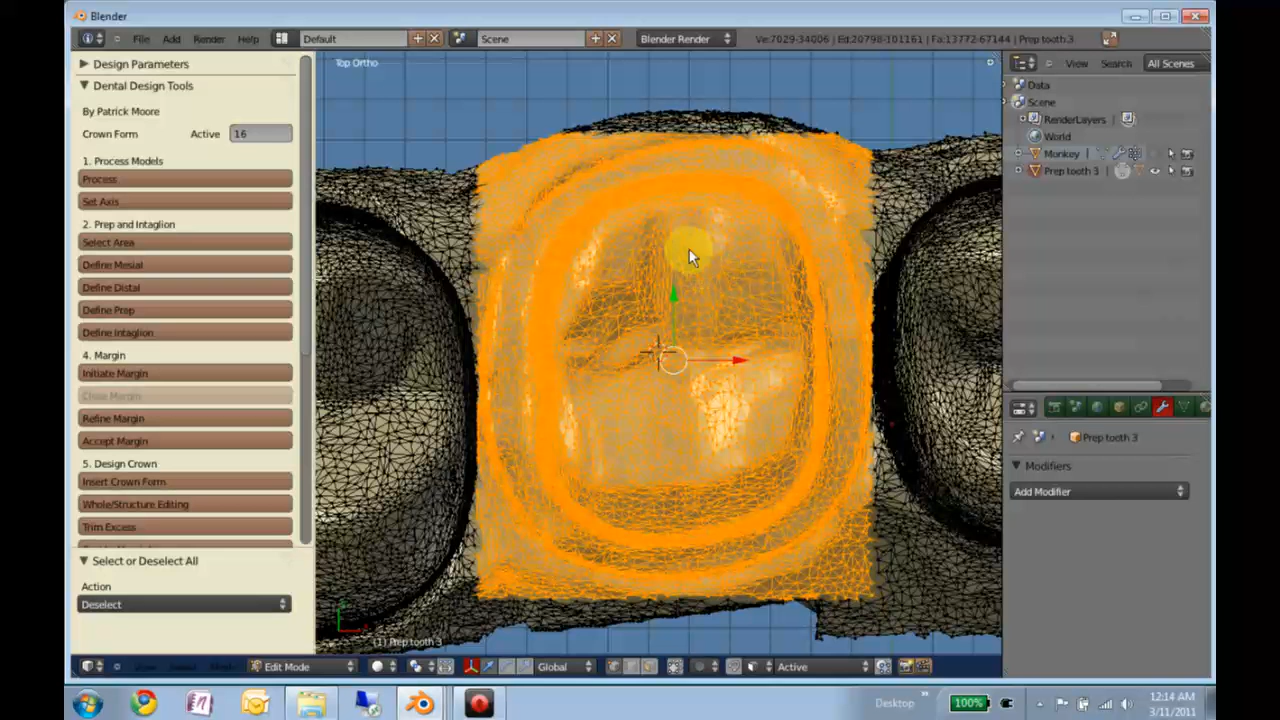 Blender
File Add Render Help Default Scene Blender Render Ve:7029-34006 | Ed:20798-101161 | Fa:13772-67144 | Prep tooth 3
Design Parameters
Dental Design Tools
By Patrick Moore
Crown Form Active 16
1. Process Models
Process
Set Axis
2. Prep and Intaglion
Select Area
Define Mesial
Define Distal
Define Prep
Define Intaglion
4. Margin
Initiate Margin
Close Margin
Refine Margin
Accept Margin
5. Design Crown
Insert Crown Form
Whole/Structure Editing
Trim Excess
Select or Deselect All
Action
Deselect
Top Ortho
(1) Prep tooth 3
Edit Mode Global Active
View Search All Scenes
Data
Scene
RenderLayers
World
Monkey
Prep tooth 3
Prep tooth 3
Modifiers
Add Modifier
Desktop 100% 12:14 AM
3/11/2011